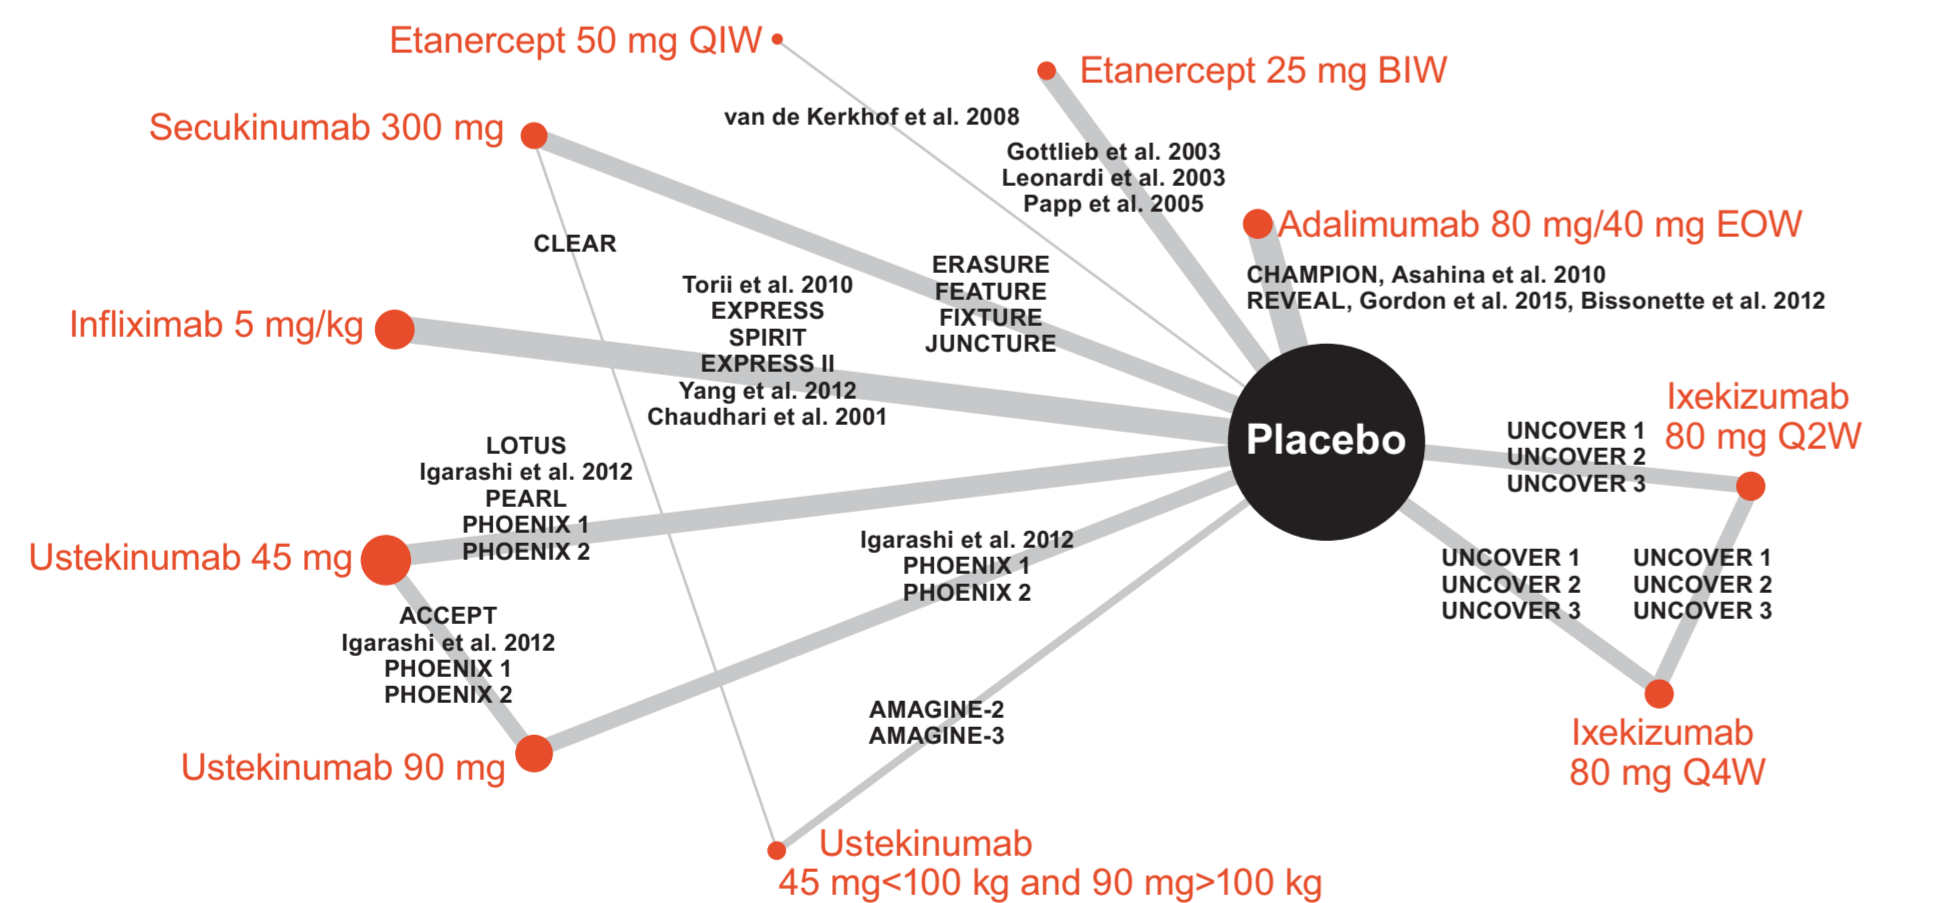 Etanercept 50 mg QIW
Etanercept 25 mg BIW
van de Kerkhof et al. 2008
Secukinumab 300 mg
Gottlieb et al. 2003
Leonardi et al. 2003
Papp et al. 2005
Adalimumab 80 mg/40 mg EOW
CHAMPION, Asahina et al. 2010
REVEAL, Gordon et al. 2015, Bissonette et al. 2012
CLEAR
ERASURE
FEATURE
FIXTURE
JUNCTURE
Torii et al. 2010
EXPRESS
SPIRIT
EXPRESS II
Yang et al. 2012
Chaudhari et al. 2001
Infliximab 5 mg/kg
Placebo
Ixekizumab
80 mg Q2W
UNCOVER 1
UNCOVER 2
UNCOVER 3
LOTUS
Igarashi et al. 2012
PEARL
PHOENIX 1
PHOENIX 2
Ustekinumab 45 mg
Igarashi et al. 2012
PHOENIX 1
PHOENIX 2
UNCOVER 1
UNCOVER 2
UNCOVER 3
UNCOVER 1
UNCOVER 2
UNCOVER 3
ACCEPT
Igarashi et al. 2012
PHOENIX 1
PHOENIX 2
Ustekinumab 90 mg
AMAGINE-2
AMAGINE-3
Ixekizumab
80 mg Q4W
Ustekinumab
45 mg<100 kg and 90 mg>100 kg